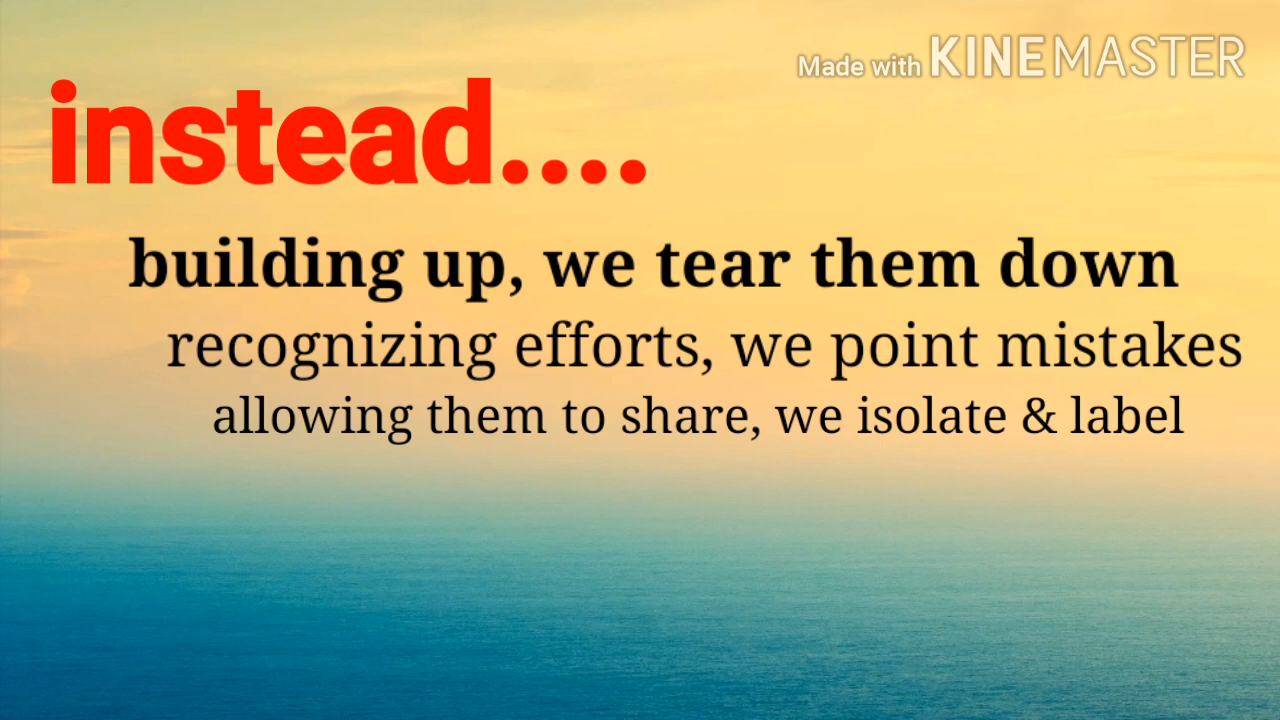 Made with KINEMASTER
instead....
building up, we tear them down
recognizing efforts, we point mistakes
allowing them to share, we isolate & label